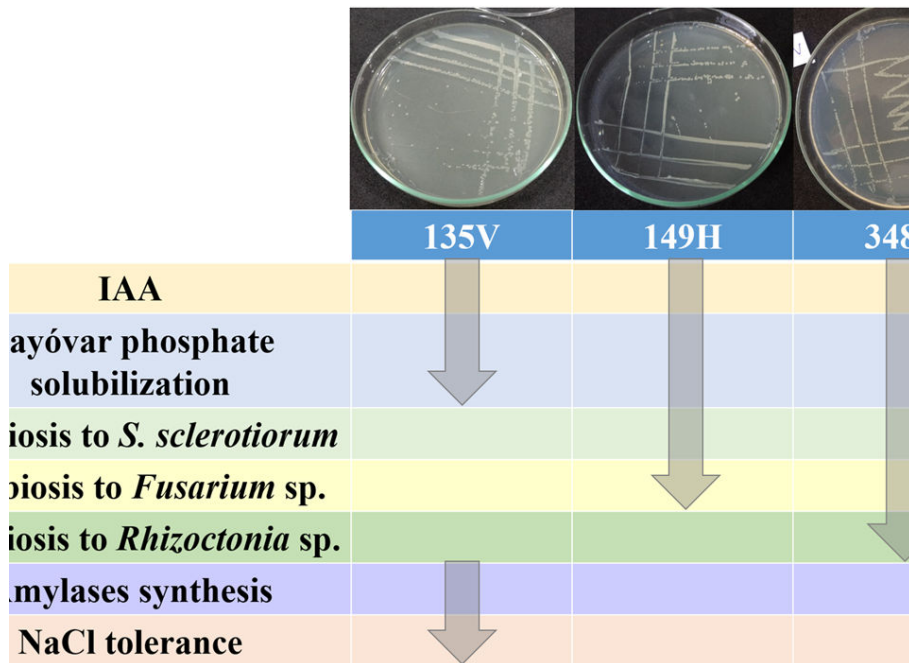 135V 149H 348
IAA
ayóvar phosphate
solubilization
iosis to S. sclerotiorum
biosis to Fusarium sp.
iosis to Rhizoctonia sp.
mylases synthesis
NaCl tolerance